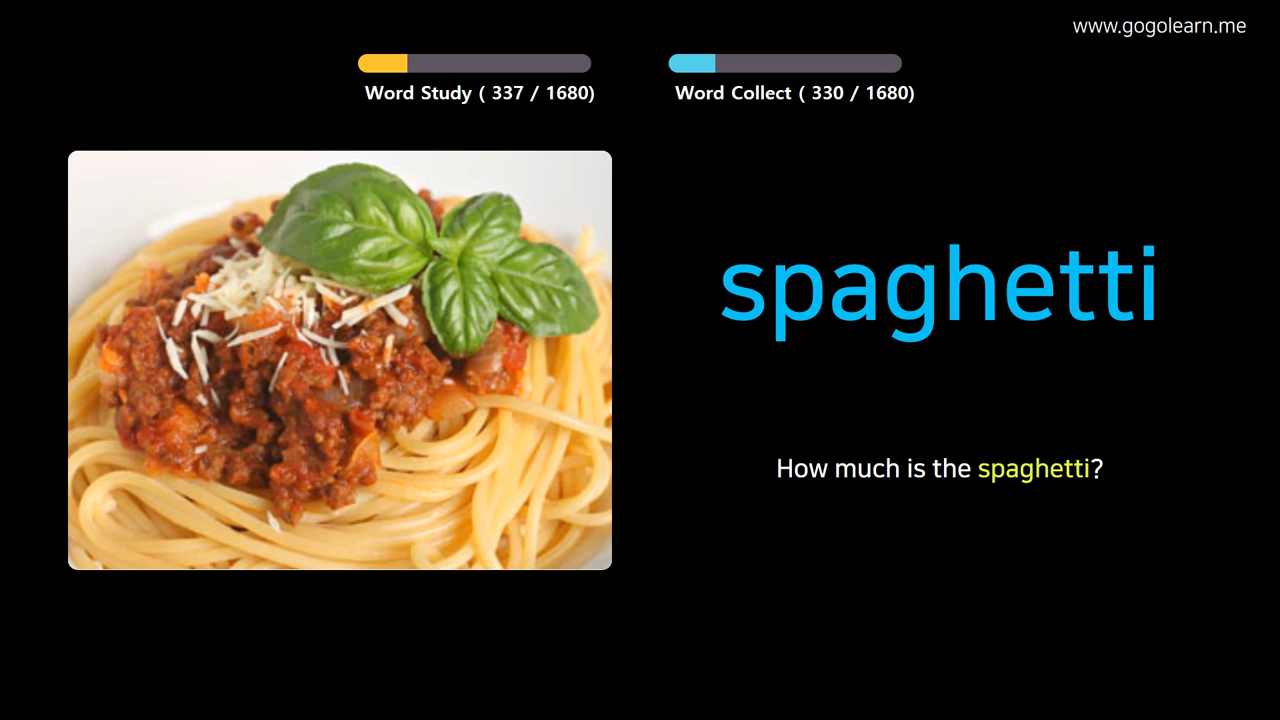 www.gogolearn.me
Word Study ( 337 / 1680)
Word Collect ( 330 / 1680)
spaghetti
How much is the spaghetti?